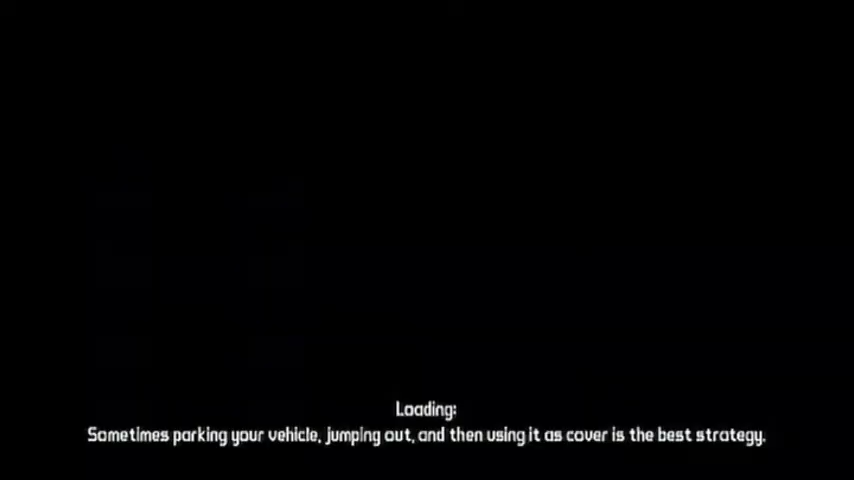 Loading:
Sometimes parking your vehicle, jumping out, and then using it as cover is the best strategy.